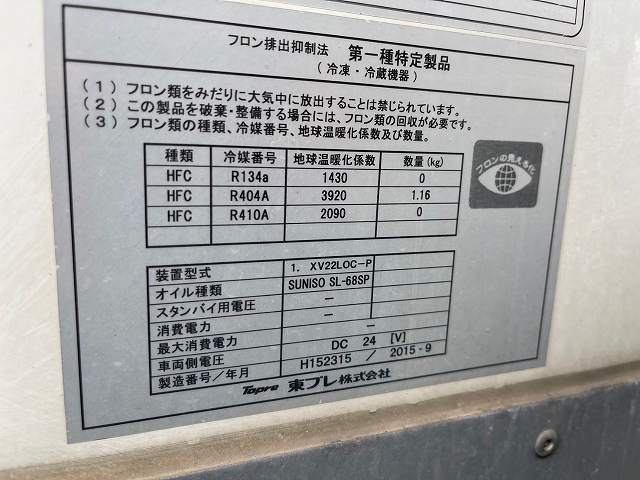 フロン排出抑制法 第一種特定製品
(冷凍・冷蔵機器)
(1) フロン類をみだりに大気中に放出することは禁じられています。
(2) この製品を破棄・整備する場合には、フロン類の回収が必要です。
(3) フロン類の種類、冷媒番号、地球温暖化係数及び数量。
フロンの見える化
種類 冷媒番号 地球温暖化係数 数量(kg)
HFC R134a 1430 0
HFC R404A 3920 1.16
HFC R410A 2090 0
装置型式 1. XV22LOC-P
オイル種類 SUNISO SL-68SP
スタンバイ用電圧 -
消費電力 -
最大消費電力 -
車両側電圧 DC 24 [V]
製造番号/年月 H152315 / 2015-9
Topre 東プレ株式会社